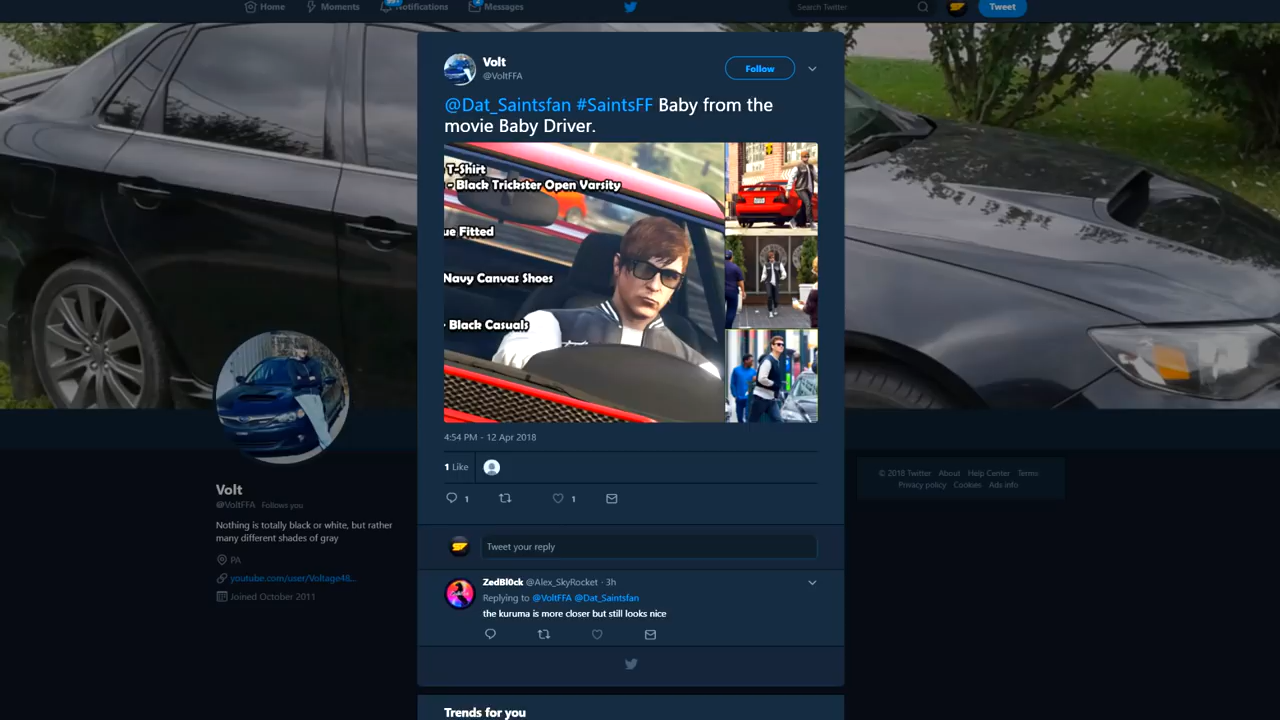 Home Moments Notifications Messages Search Twitter Tweet
Volt
@VoltFFA
Follow
@Dat_Saintsfan #SaintsFF Baby from the
movie Baby Driver.
T-Shirt
- Black Trickster Open Varsity
ue Fitted
Navy Canvas Shoes
- Black Casuals
4:54 PM - 12 Apr 2018
1 Like
1 1
Tweet your reply
ZedBl0ck @Alex_SkyRocket · 3h
Replying to @VoltFFA @Dat_Saintsfan
the kuruma is more closer but still looks nice
Trends for you
Volt
@VoltFFA Follows you
Nothing is totally black or white, but rather
many different shades of gray
PA
youtube.com/user/Voltage48...
Joined October 2011
© 2018 Twitter About Help Center Terms
Privacy policy Cookies Ads info